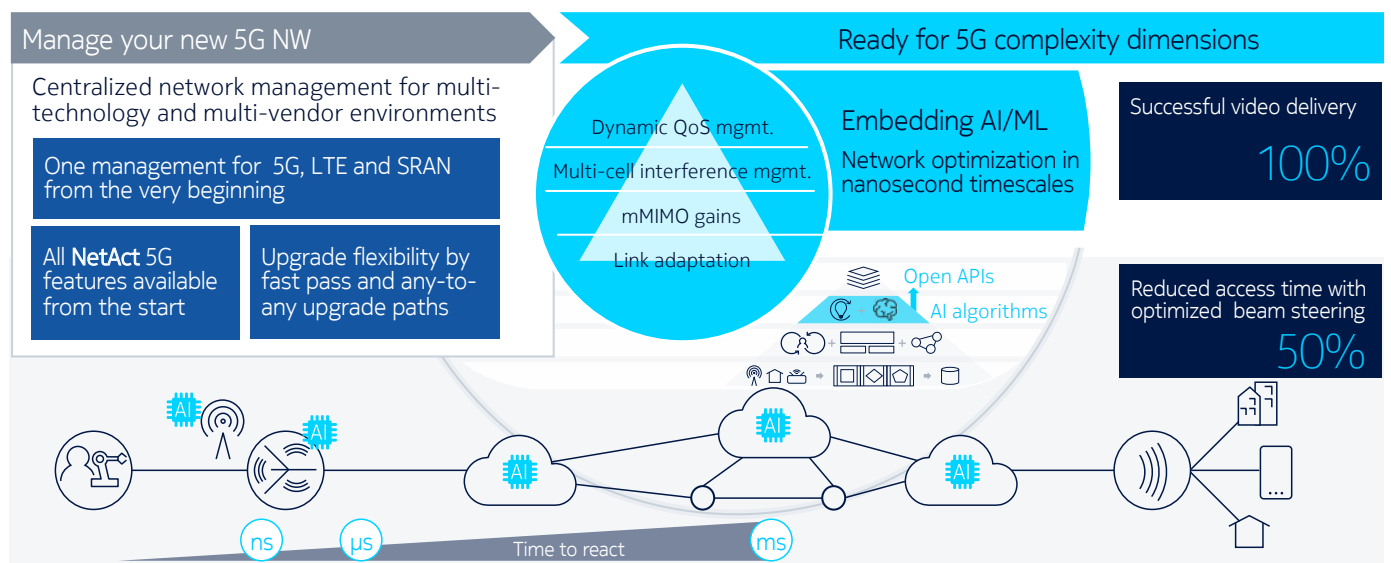 Manage your new 5G NW
Ready for 5G complexity dimensions
Centralized network management for multi-
technology and multi-vendor environments
One management for 5G, LTE and SRAN
from the very beginning
All NetAct 5G
features available
from the start
Upgrade flexibility by
fast pass and any-to-
any upgrade paths
Dynamic QoS mgmt.
Multi-cell interference mgmt.
mMIMO gains
Link adaptation
Embedding AI/ML
Network optimization in
nanosecond timescales
Successful video delivery
100%
Reduced access time with
optimized beam steering
50%
Open APIs
+
AI algorithms
+ +
AI
AI
AI
AI
AI
ns
µs
Time to react
ms